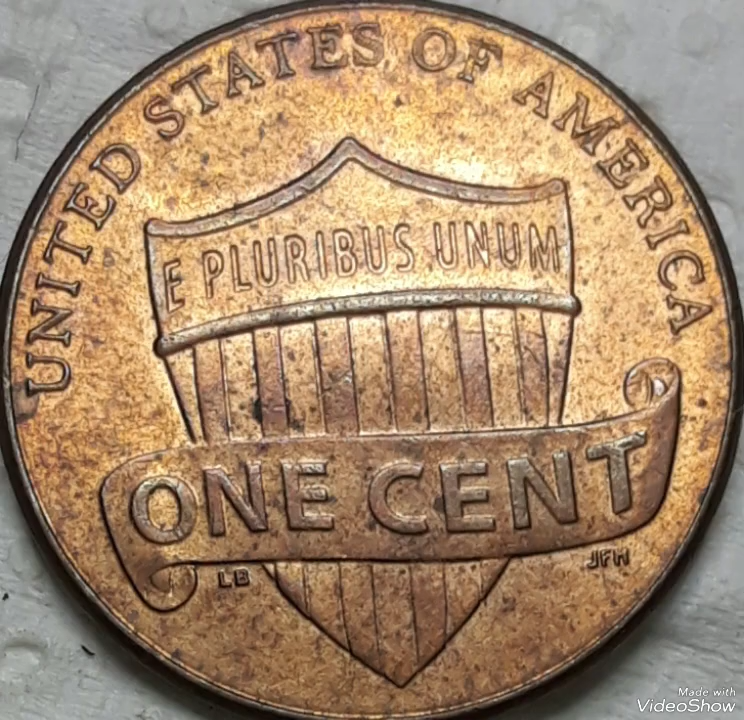 UNITED STATES OF AMERICA
E PLURIBUS UNUM
ONE CENT
LB
JFH
Made with
VideoShow